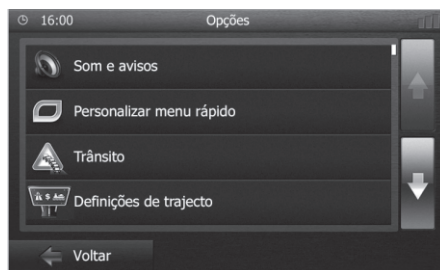 16:00 Opções
Som e avisos
Personalizar menu rápido
Trânsito
Definições de trajecto
Voltar